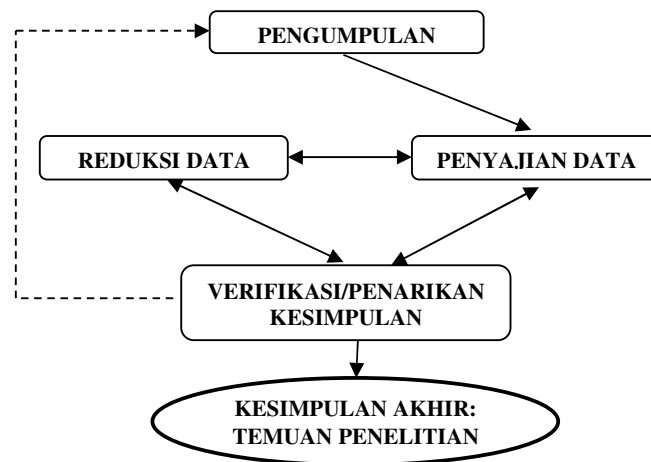 PENGUMPULAN
REDUKSI DATA
PENYAJIAN DATA
VERIFIKASI/PENARIKAN
KESIMPULAN
KESIMPULAN AKHIR:
TEMUAN PENELITIAN